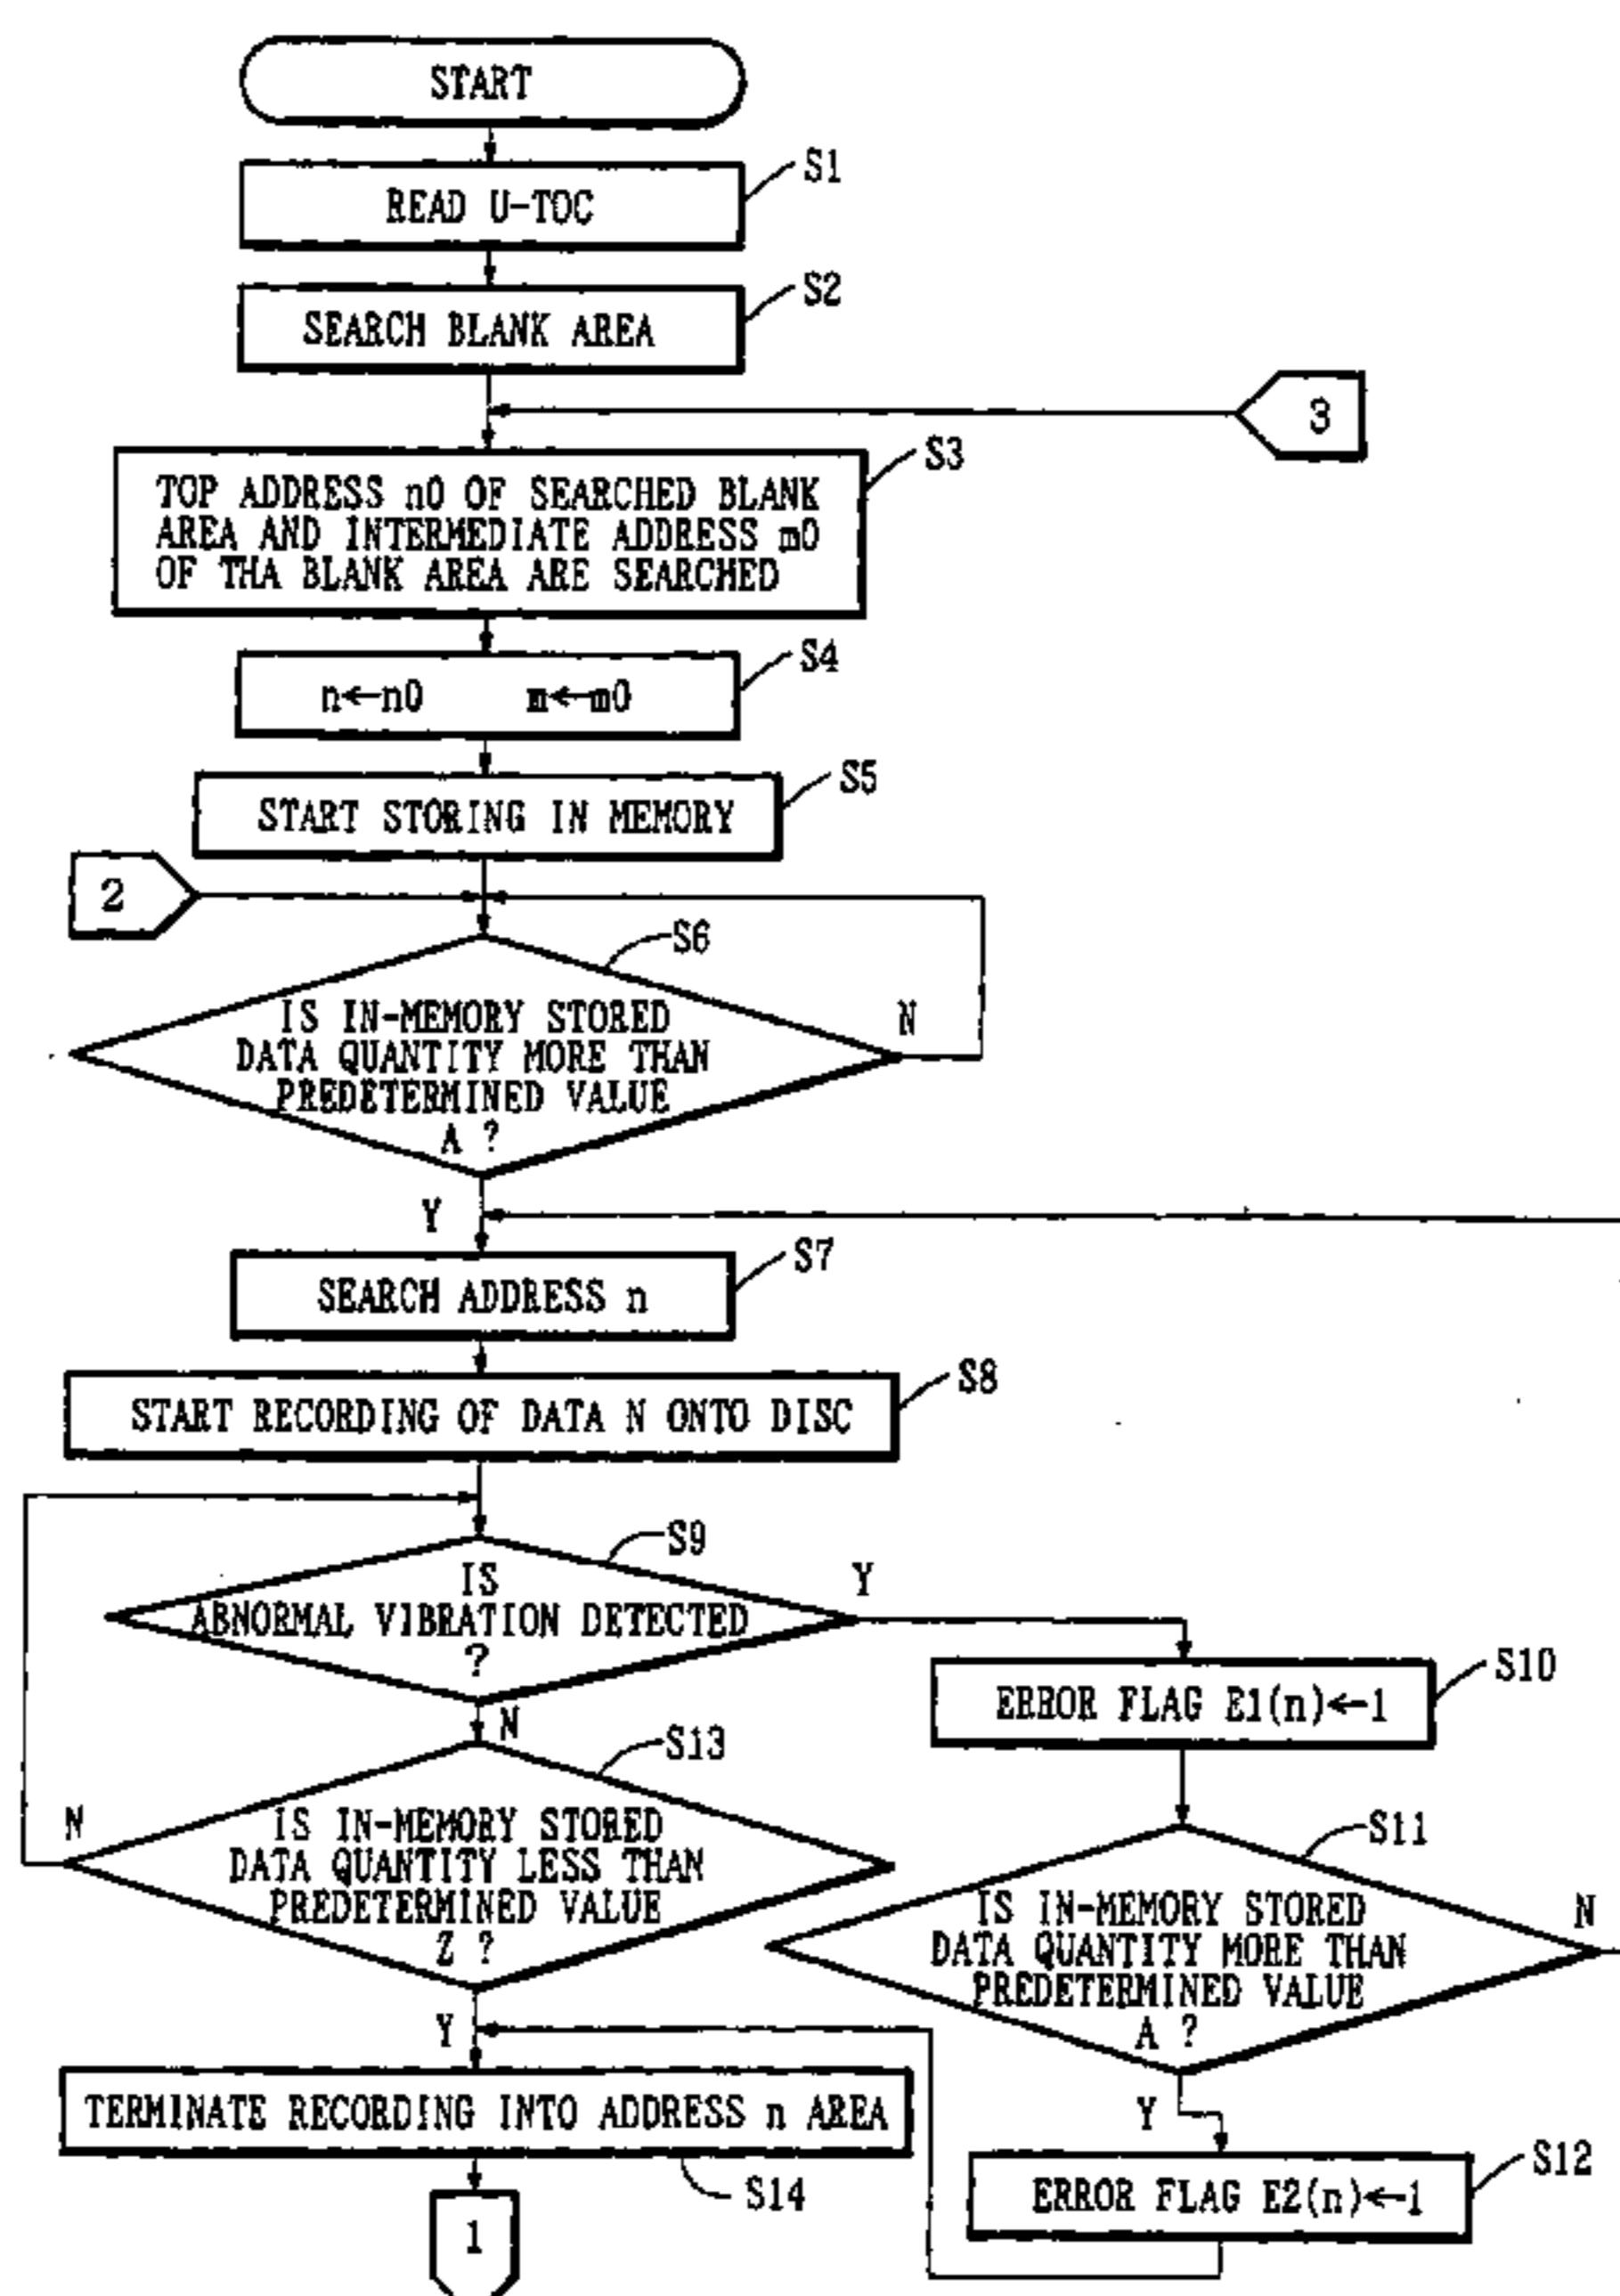 START
S1
READ U-TOC
S2
SEARCH BLANK AREA
3
S3
TOP ADDRESS n0 OF SEARCHED BLANK
AREA AND INTERMEDIATE ADDRESS m0
OF THA BLANK AREA ARE SEARCHED
S4
n←n0 m←m0
S5
START STORING IN MEMORY
2
S6
IS IN-MEMORY STORED
DATA QUANTITY MORE THAN
PREDETERMINED VALUE
A ?
N
Y
S7
SEARCH ADDRESS n
S8
START RECORDING OF DATA N ONTO DISC
S9
IS
ABNORMAL VIBRATION DETECTED
?
Y
N
S10
ERROR FLAG E1(n)←1
S13
IS IN-MEMORY STORED
DATA QUANTITY LESS THAN
PREDETERMINED VALUE
Z ?
N
Y
S11
IS IN-MEMORY STORED
DATA QUANTITY MORE THAN
PREDETERMINED VALUE
A ?
N
Y
TERMINATE RECORDING INTO ADDRESS n AREA
S14
S12
ERROR FLAG E2(n)←1
1